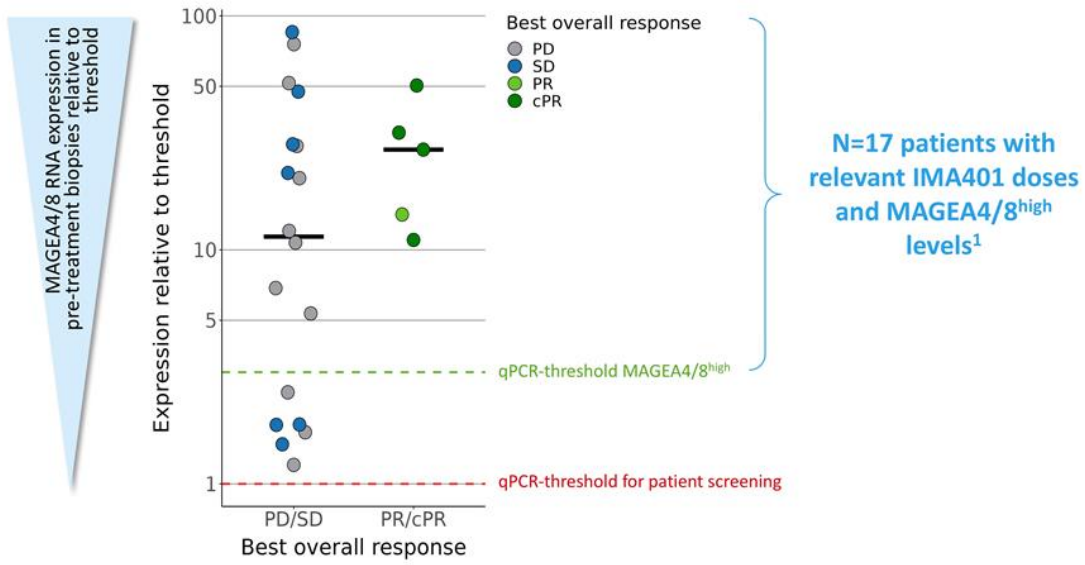 MAGEA4/8 RNA expression in
pre-treatment biopsies relative to
threshold
Expression relative to threshold
100
50
10
5
1
Best overall response
PD
SD
PR
cPR
qPCR-threshold MAGEA4/8high
qPCR-threshold for patient screening
PD/SD
PR/cPR
Best overall response
N=17 patients with
relevant IMA401 doses
and MAGEA4/8high
levels1